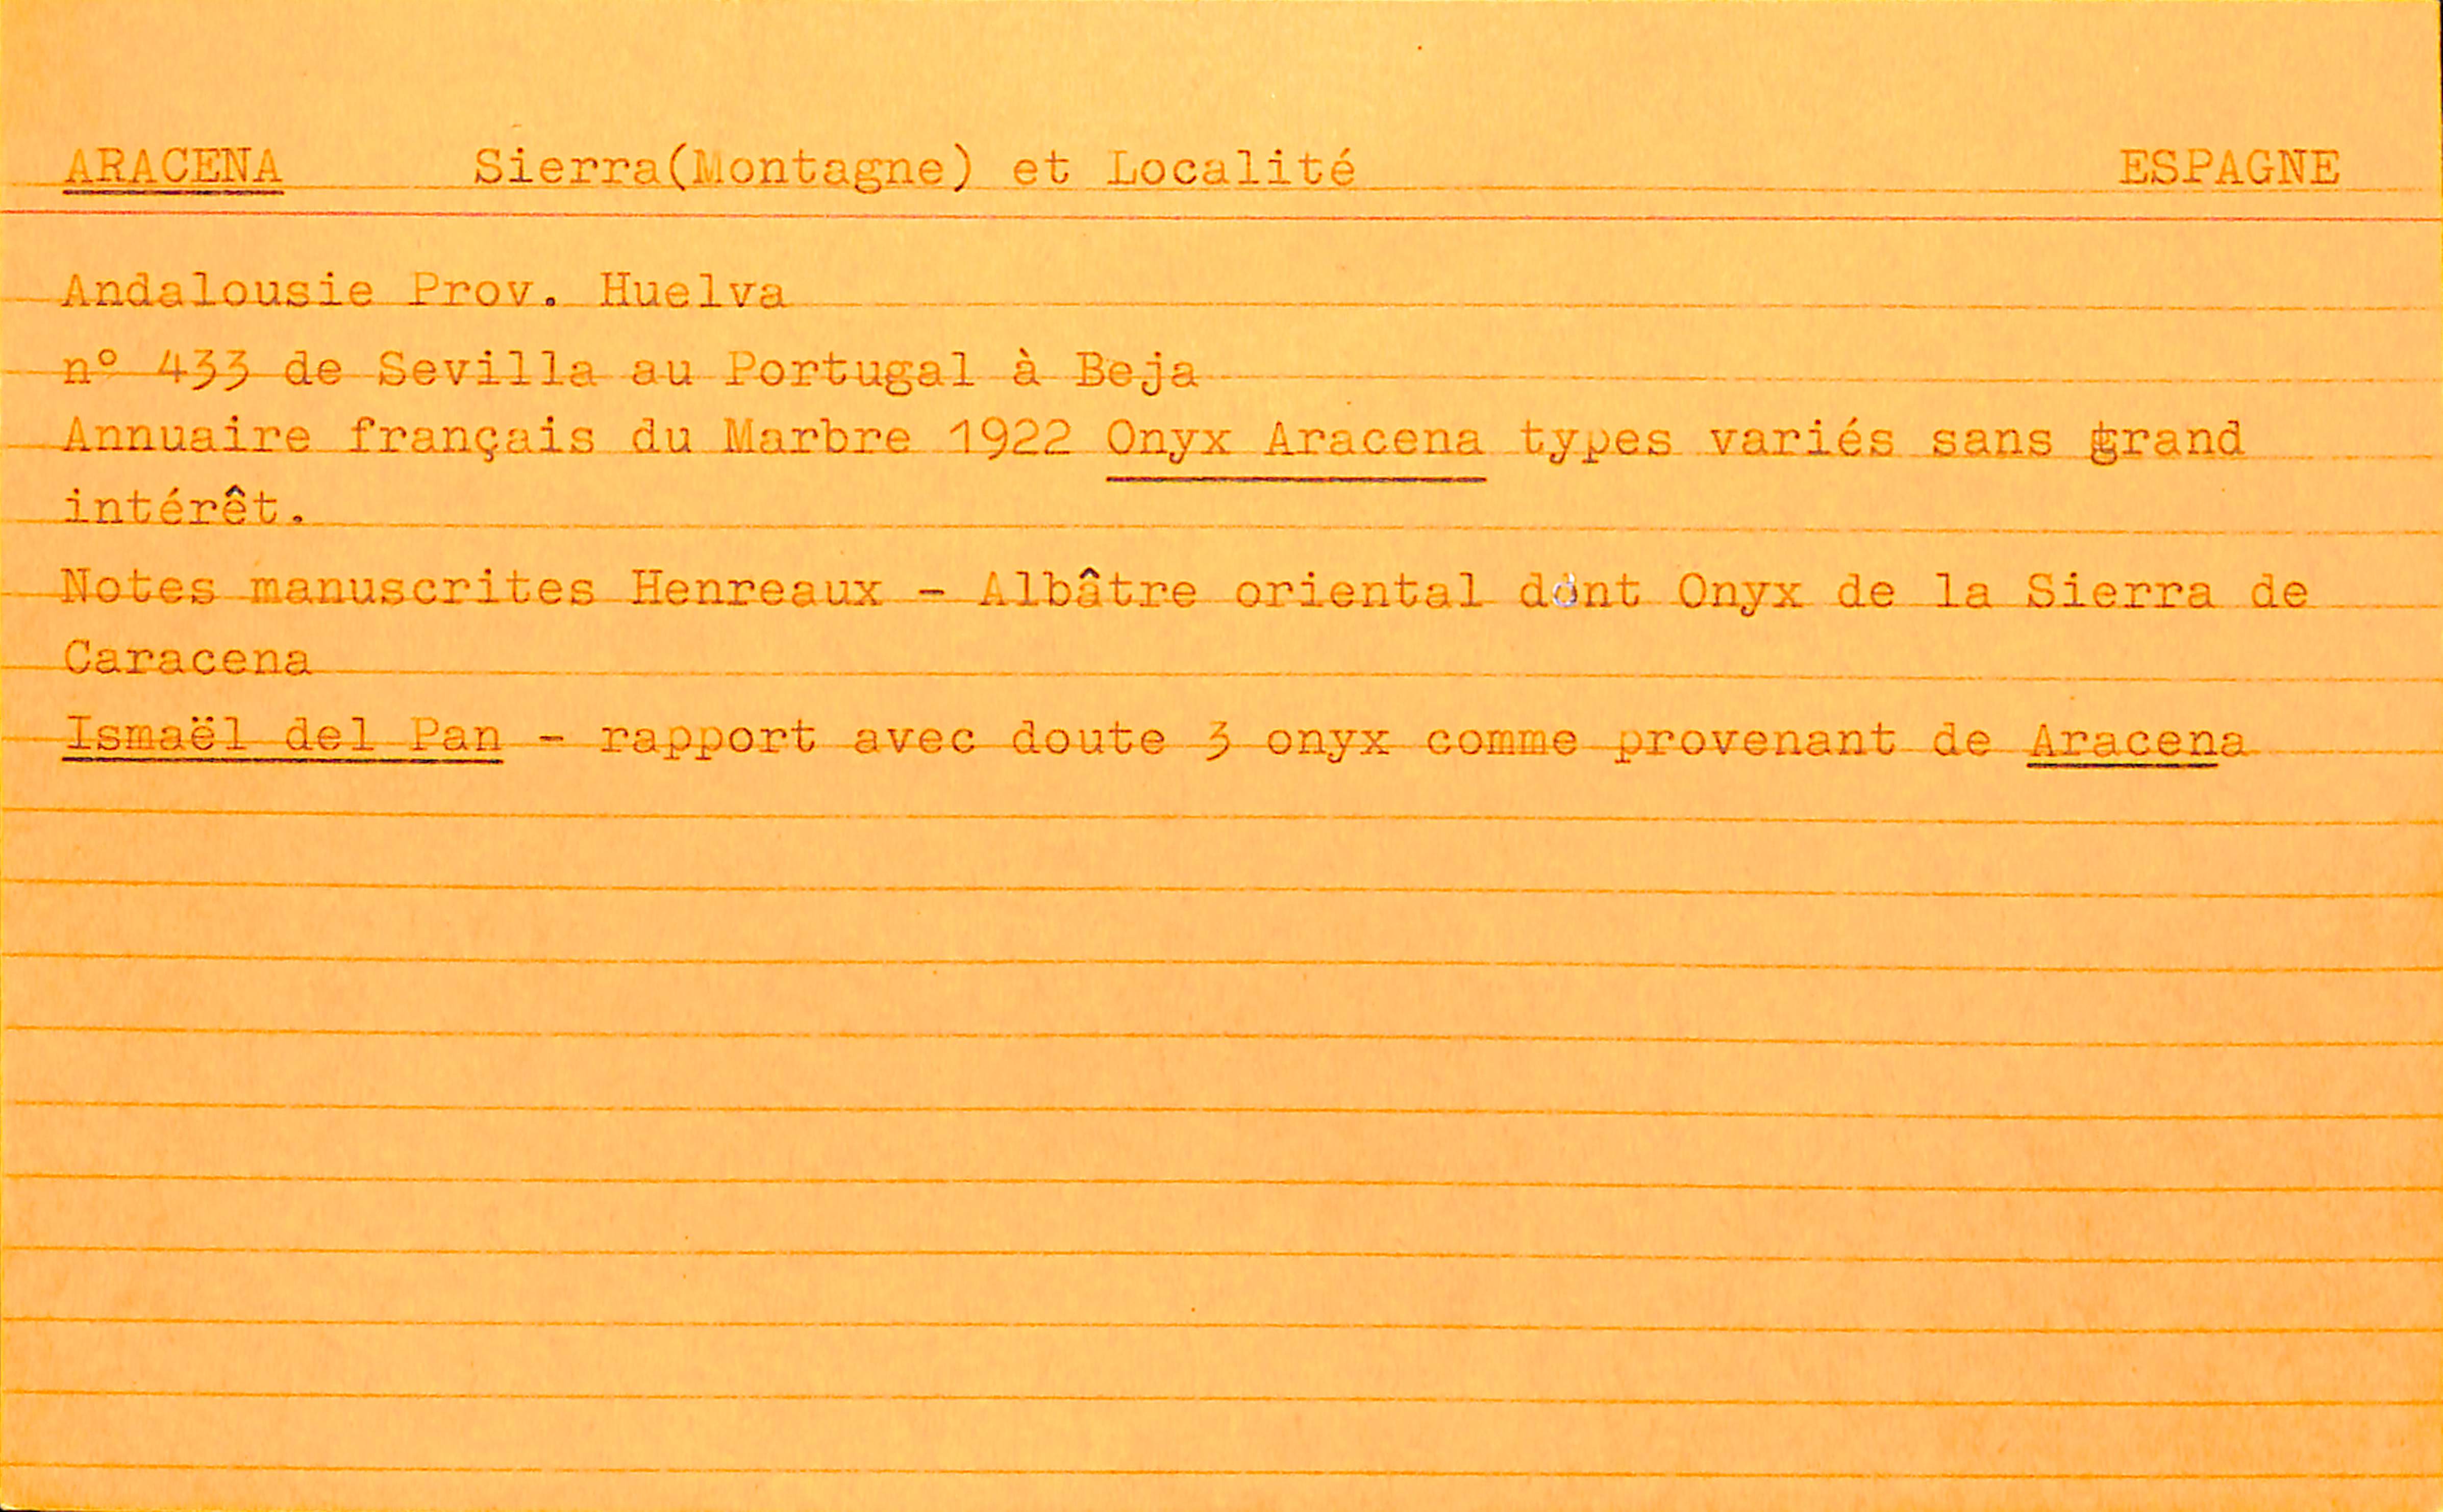 ARACENA Sierra(Montagne) et Localité ESPAGNE
Andalousie Prov. Huelva
n° 433 de Sevilla au Portugal à Beja
Annuaire français du Marbre 1922 Onyx Aracena types variés sans grand
intérêt.
Notes manuscrites Henreaux - Albâtre oriental dont Onyx de la Sierra de
Caracena
Ismaël del Pan - rapport avec doute 3 onyx comme provenant de Aracena